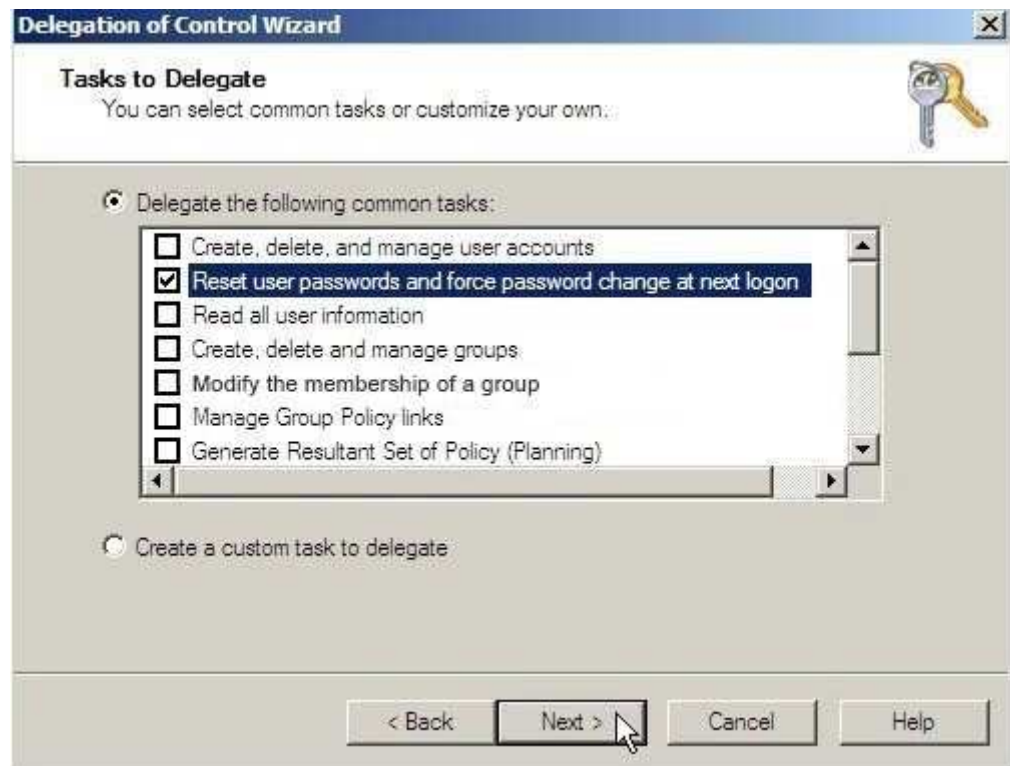 Delegation of Control Wizard
Tasks to Delegate
You can select common tasks or customize your own.
Delegate the following common tasks:
Create, delete, and manage user accounts
Reset user passwords and force password change at next logon
Read all user information
Create, delete and manage groups
Modify the membership of a group
Manage Group Policy links
Generate Resultant Set of Policy (Planning)
Create a custom task to delegate
< Back Next > Cancel Help